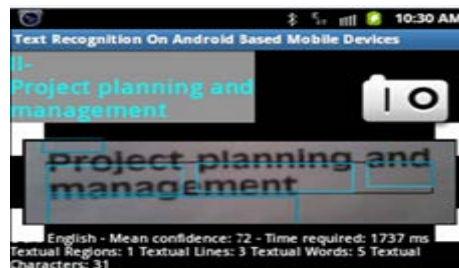 10:30 AM
Text Recognition On Android Based Mobile Devices
II-
Project planning and
management
Project planning and
management
English - Mean confidence: 72 - Time required: 1737 ms
Textual Regions: 1 Textual Lines: 3 Textual Words: 5 Textual
Characters: 31